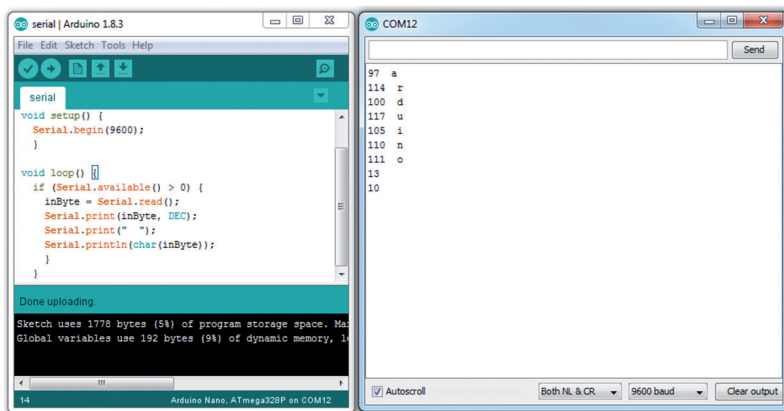 serial | Arduino 1.8.3
File Edit Sketch Tools Help
serial
void setup() {
Serial.begin(9600);
}
void loop() {
if (Serial.available() > 0) {
inByte = Serial.read();
Serial.print(inByte, DEC);
Serial.print("  ");
Serial.println(char(inByte));
}
}
Done uploading.
Sketch uses 1778 bytes (5%) of program storage space.
Global variables use 192 bytes (9%) of dynamic memory,
14 Arduino Nano, ATmega328P on COM12
COM12
Send
97 a
114 r
100 d
117 u
105 i
110 n
111 o
13
10
Autoscroll Both NL & CR 9600 baud Clear output